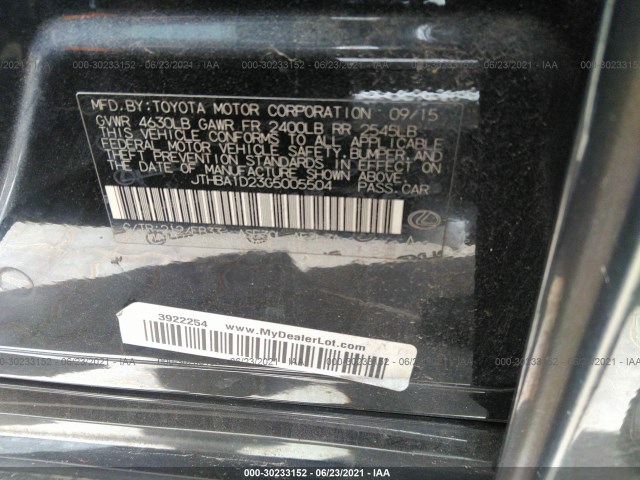 000-30233152 - 06/23/2021 - IAA
MFD. BY: TOYOTA MOTOR CORPORATION 09/15
GVWR 4630LB GAWR FR 2400LB RR 2545LB
THIS VEHICLE CONFORMS TO ALL APPLICABLE
FEDERAL MOTOR VEHICLE SAFETY, BUMPER, AND
THEFT PREVENTION STANDARDS IN EFFECT ON
THE DATE OF MANUFACTURE SHOWN ABOVE.
JTHBA1D23G5005504 PASS. CAR
3922254 www.MyDealerLot.com
000-30233152 - 06/23/2021 - IAA